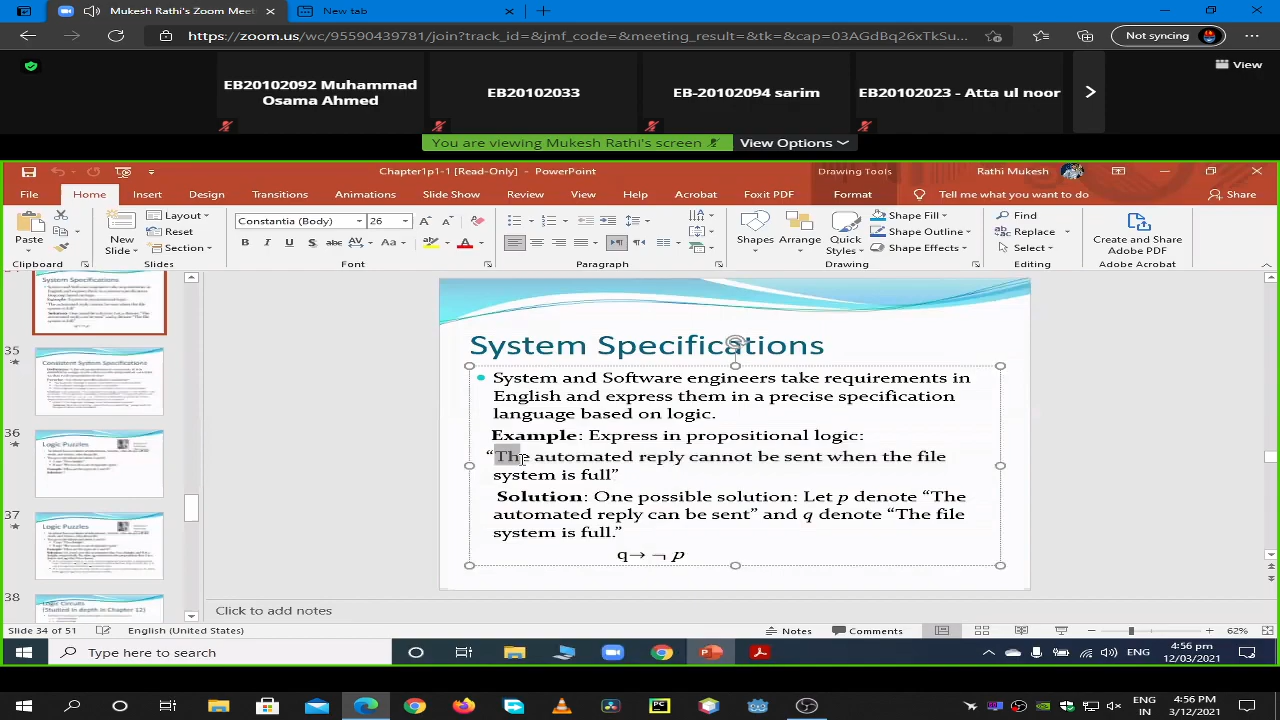 Mukesh Rathi's Zoom Meet
New tab
https://zoom.us/wc/95590439781/join?track_id=&jmf_code=&meeting_result=&tk=&cap=03AGdBq26xTkSu...
Not syncing
View
EB20102092 Muhammad
Osama Ahmed
EB20102033
EB-20102094 sarim
EB20102023 - Atta ul noor
You are viewing Mukesh Rathi's screen
View Options
Chapter1p1-1 [Read-Only] - PowerPoint
Drawing Tools
Rathi Mukesh
File Home Insert Design Transitions Animations Slide Show Review View Help Acrobat Foxit PDF Format Tell me what you want to do Share
Paste
New
Slide
Layout
Reset
Section
Constantia (Body) 26
Shapes Arrange Quick
Styles
Shape Fill
Shape Outline
Shape Effects
Find
Replace
Select
Create and Share
Adobe PDF
Clipboard Slides Font Paragraph Drawing Editing Adobe Acrobat
System Specifications
35
Consistent System Specifications
36
Logic Puzzles
37
Logic Puzzles
38
Logic Circuits
(Studied in depth in Chapter 12)
System Specifications
System and Software engineers take requirements in
English and express them in a precise specification
language based on logic.
Example: Express in propositional logic:
“The automated reply cannot be sent when the file
system is full”
Solution: One possible solution: Let p denote “The
automated reply can be sent” and q denote “The file
system is full.”
q→ ¬ p
Click to add notes
Slide 34 of 51 English (United States) Notes Comments 62%
Type here to search
ENG
4:56 pm
12/03/2021
ENG
IN
4:56 PM
3/12/2021